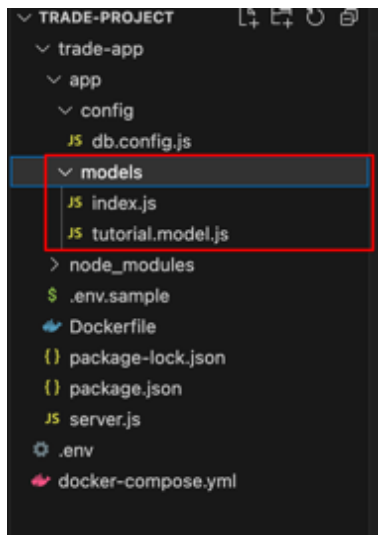 TRADE-PROJECT
trade-app
app
config
JS db.config.js
models
JS index.js
JS tutorial.model.js
node_modules
$ .env.sample
Dockerfile
{} package-lock.json
{} package.json
JS server.js
.env
docker-compose.yml